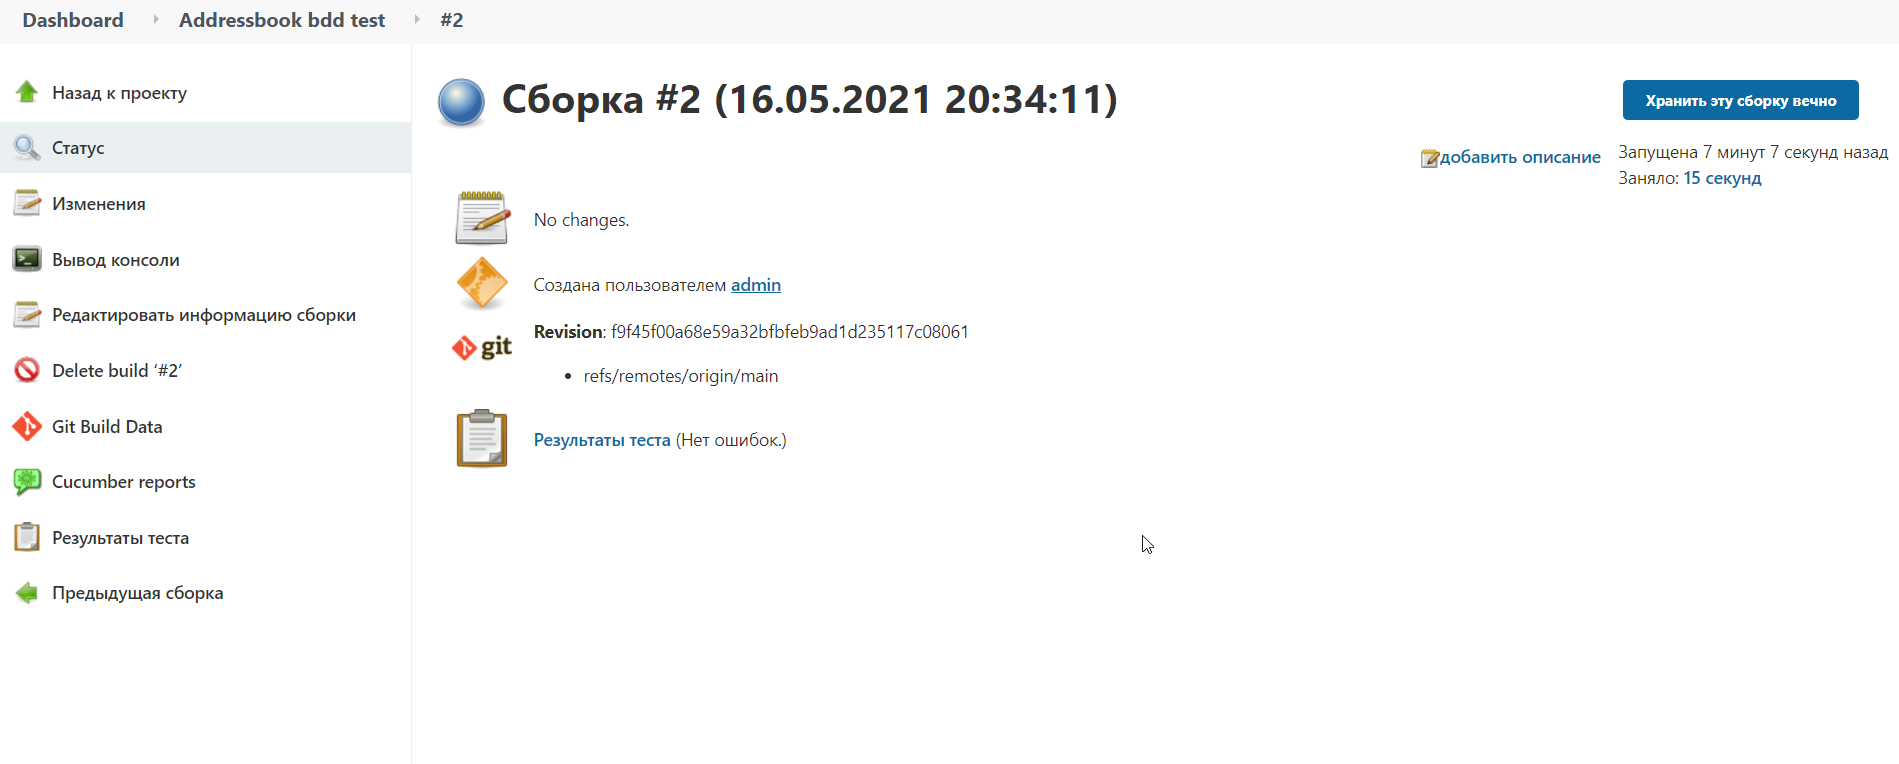 Dashboard Addressbook bdd test #2
Назад к проекту
Статус
Изменения
Вывод консоли
Редактировать информацию сборки
Delete build ‘#2’
Git Build Data
Cucumber reports
Результаты теста
Предыдущая сборка
Сборка #2 (16.05.2021 20:34:11)
Хранить эту сборку вечно
добавить описание
Запущена 7 минут 7 секунд назад
Заняло: 15 секунд
No changes.
Создана пользователем admin
git
Revision: f9f45f00a68e59a32bfbfeb9ad1d235117c08061
refs/remotes/origin/main
Результаты теста (Нет ошибок.)